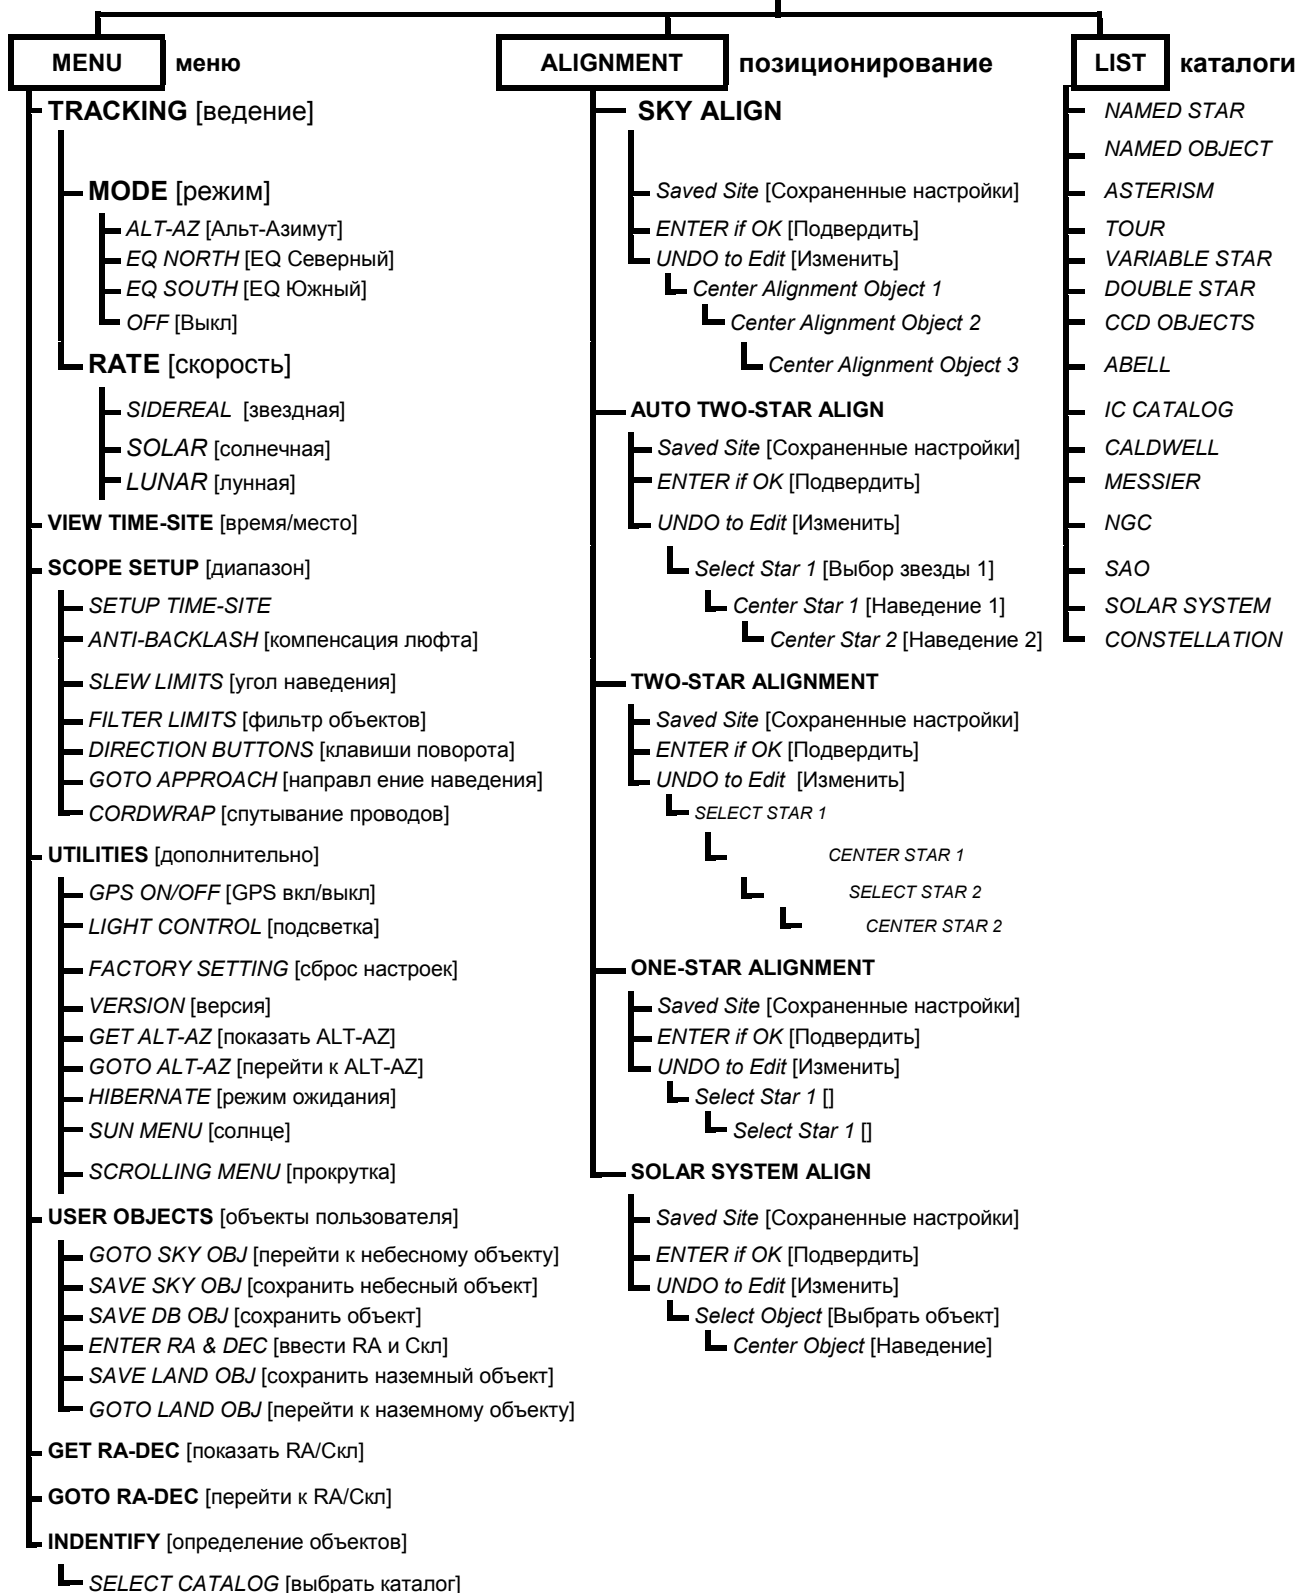 MENU меню
TRACKING [ведение]
MODE [режим]
ALT-AZ [Альт-Азимут]
EQ NORTH [EQ Северный]
EQ SOUTH [EQ Южный]
OFF [Выкл]
RATE [скорость]
SIDEREAL [звездная]
SOLAR [солнечная]
LUNAR [лунная]
VIEW TIME-SITE [время/место]
SCOPE SETUP [диапазон]
SETUP TIME-SITE
ANTI-BACKLASH [компенсация люфта]
SLEW LIMITS [угол наведения]
FILTER LIMITS [фильтр объектов]
DIRECTION BUTTONS [клавиши поворота]
GOTO APPROACH [направл ение наведения]
CORDWRAP [спутывание проводов]
UTILITIES [дополнительно]
GPS ON/OFF [GPS вкл/выкл]
LIGHT CONTROL [подсветка]
FACTORY SETTING [сброс настроек]
VERSION [версия]
GET ALT-AZ [показать ALT-AZ]
GOTO ALT-AZ [перейти к ALT-AZ]
HIBERNATE [режим ожидания]
SUN MENU [солнце]
SCROLLING MENU [прокрутка]
USER OBJECTS [объекты пользователя]
GOTO SKY OBJ [перейти к небесному объекту]
SAVE SKY OBJ [сохранить небесный объект]
SAVE DB OBJ [сохранить объект]
ENTER RA & DEC [ввести RA и Скл]
SAVE LAND OBJ [сохранить наземный объект]
GOTO LAND OBJ [перейти к наземному объекту]
GET RA-DEC [показать RA/Скл]
GOTO RA-DEC [перейти к RA/Скл]
INDENTIFY [определение объектов]
SELECT CATALOG [выбрать каталог]
ALIGNMENT позиционирование
SKY ALIGN
Saved Site [Сохраненные настройки]
ENTER if OK [Подвердить]
UNDO to Edit [Изменить]
Center Alignment Object 1
Center Alignment Object 2
Center Alignment Object 3
AUTO TWO-STAR ALIGN
Saved Site [Сохраненные настройки]
ENTER if OK [Подвердить]
UNDO to Edit [Изменить]
Select Star 1 [Выбор звезды 1]
Center Star 1 [Наведение 1]
Center Star 2 [Наведение 2]
TWO-STAR ALIGNMENT
Saved Site [Сохраненные настройки]
ENTER if OK [Подвердить]
UNDO to Edit [Изменить]
SELECT STAR 1
CENTER STAR 1
SELECT STAR 2
CENTER STAR 2
ONE-STAR ALIGNMENT
Saved Site [Сохраненные настройки]
ENTER if OK [Подвердить]
UNDO to Edit [Изменить]
Select Star 1 []
Select Star 1 []
SOLAR SYSTEM ALIGN
Saved Site [Сохраненные настройки]
ENTER if OK [Подвердить]
UNDO to Edit [Изменить]
Select Object [Выбрать объект]
Center Object [Наведение]
LIST каталоги
NAMED STAR
NAMED OBJECT
ASTERISM
TOUR
VARIABLE STAR
DOUBLE STAR
CCD OBJECTS
ABELL
IC CATALOG
CALDWELL
MESSIER
NGC
SAO
SOLAR SYSTEM
CONSTELLATION